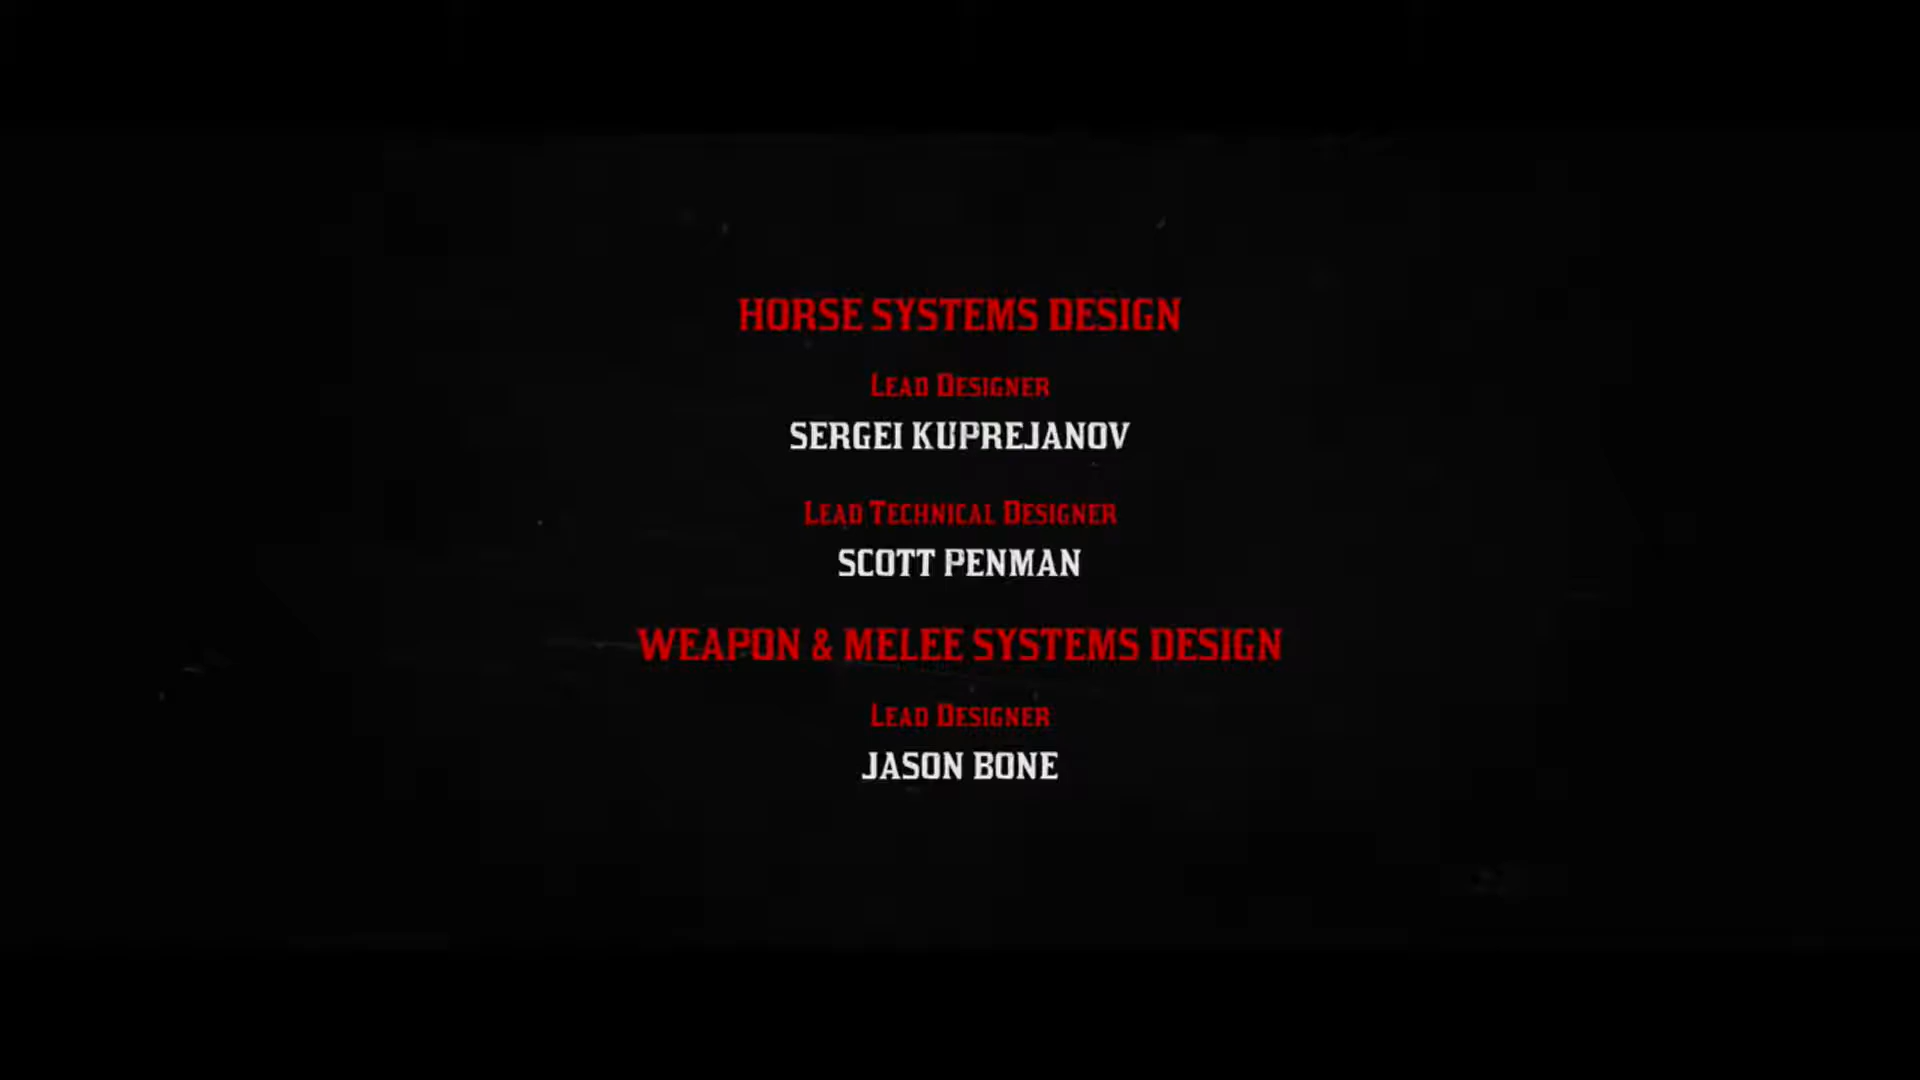 HORSE SYSTEMS DESIGN
LEAD DESIGNER
SERGEI KUPREJANOV
LEAD TECHNICAL DESIGNER
SCOTT PENMAN
WEAPON & MELEE SYSTEMS DESIGN
LEAD DESIGNER
JASON BONE